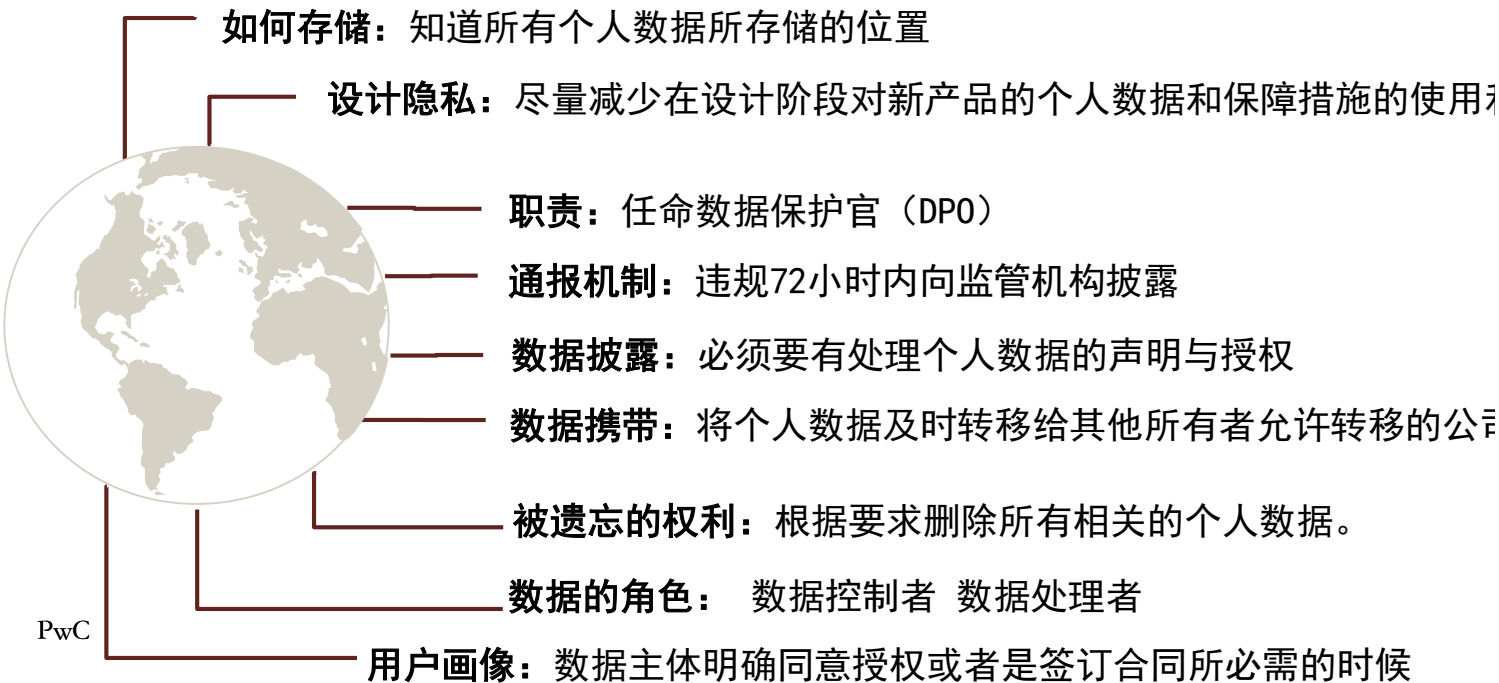 如何存储：知道所有个人数据所存储的位置
设计隐私：尽量减少在设计阶段对新产品的个人数据和保障措施的使用
职责：任命数据保护官（DPO）
通报机制：违规72小时内向监管机构披露
数据披露：必须要有处理个人数据的声明与授权
数据携带：将个人数据及时转移给其他所有者允许转移的公司
被遗忘的权利：根据要求删除所有相关的个人数据。
数据的角色： 数据控制者 数据处理者
PwC
用户画像：数据主体明确同意授权或者是签订合同所必需的时候